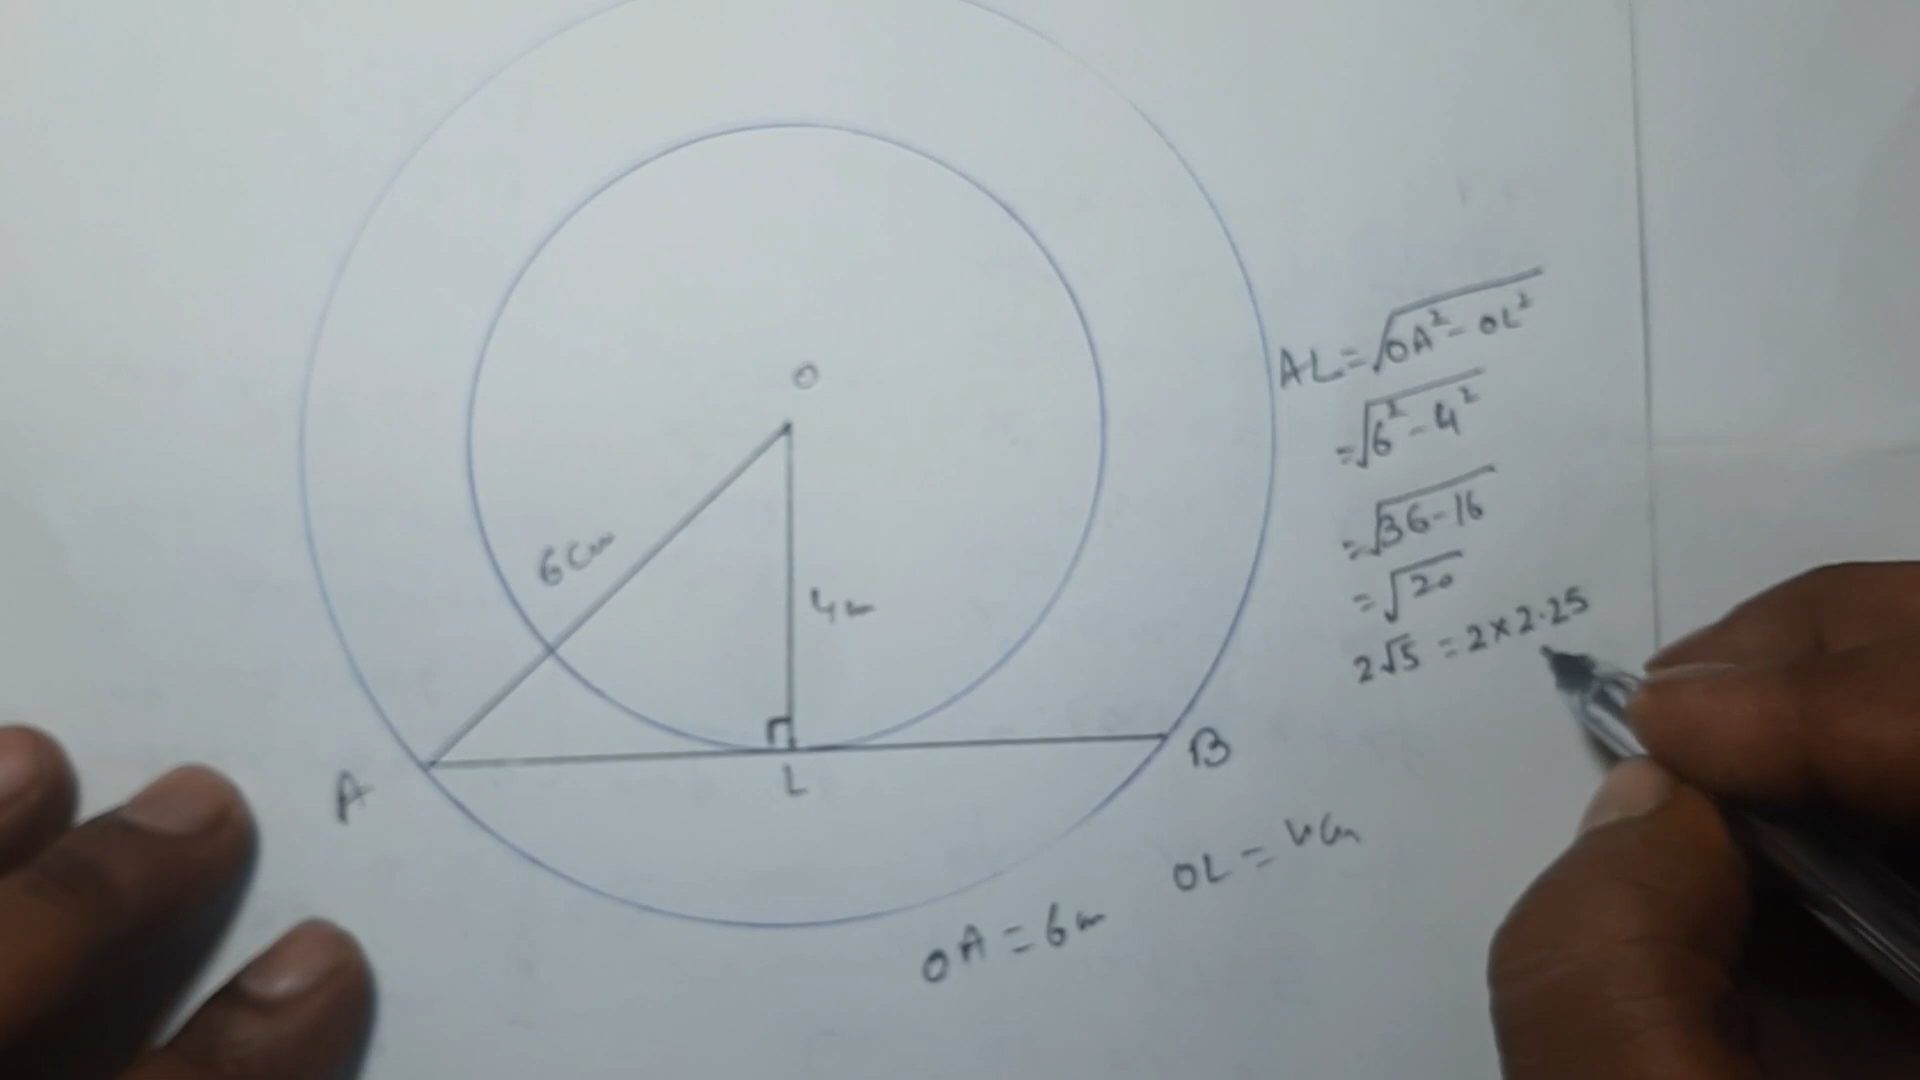 O
6cm
4cm
A
L
B
OA = 6cm
OL = 4cm
AL = √OA² - OL²
= √6² - 4²
= √36-16
= √20
2√5 = 2×2.25